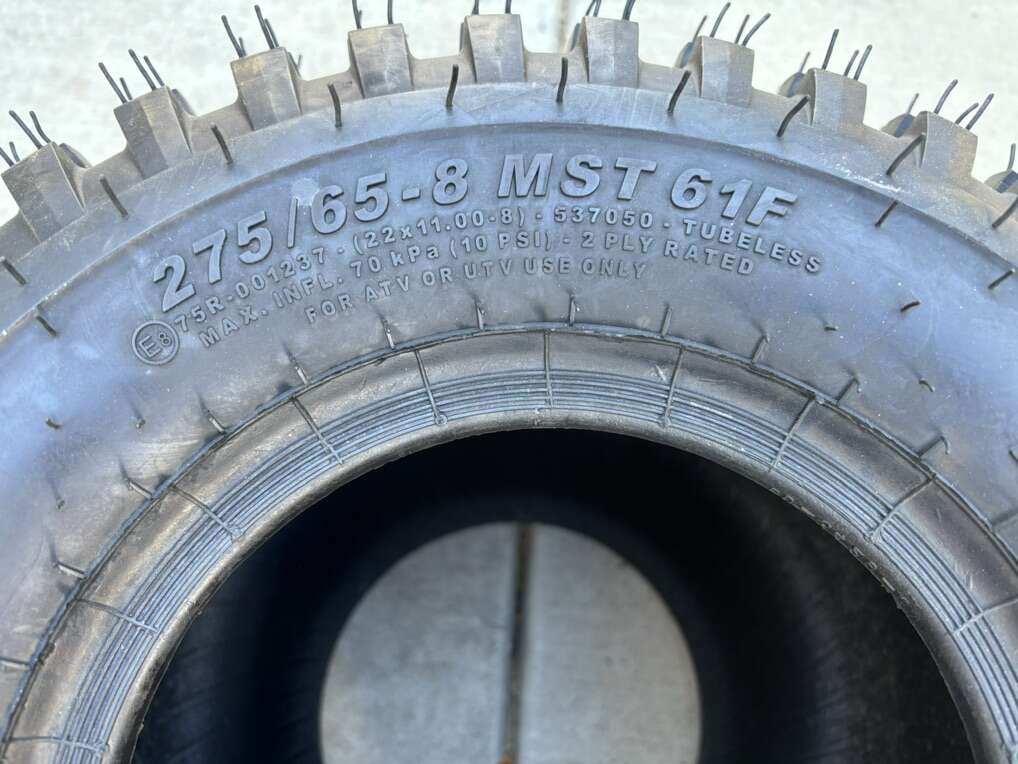 275/65-8 MST 61F
E8 75R-001237 - (22x11.00-8) - 537050 - TUBELESS
MAX. INFL. 70 kPa (10 PSI) - 2 PLY RATED
FOR ATV OR UTV USE ONLY